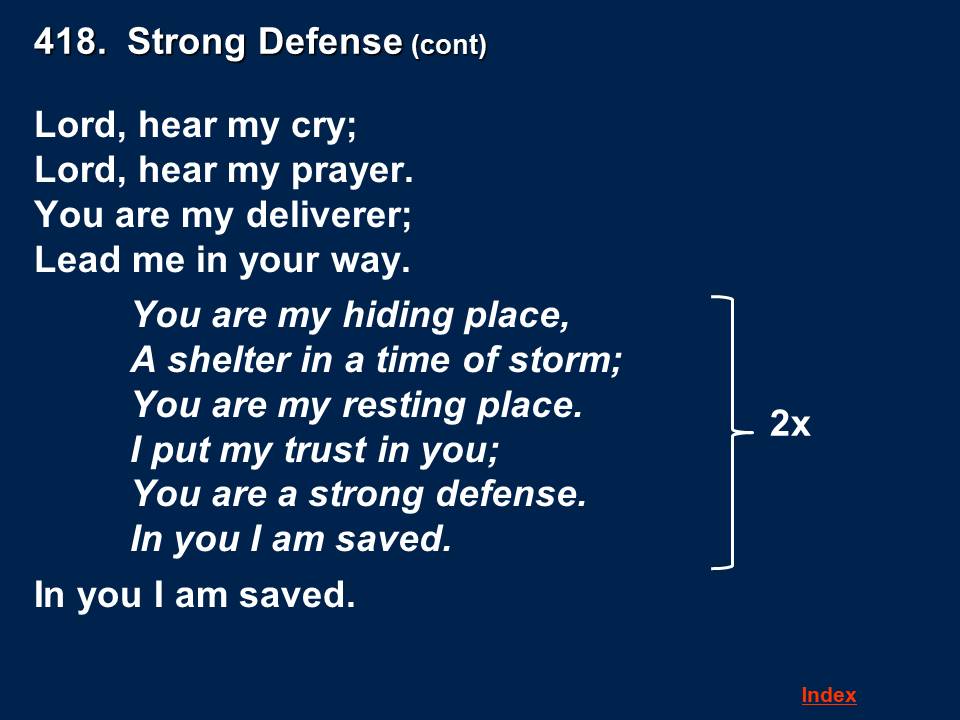 418.  Strong Defense (cont)
Lord, hear my cry;
Lord, hear my prayer.
You are my deliverer;
Lead me in your way.
You are my hiding place,
A shelter in a time of storm;
You are my resting place.
I put my trust in you;
You are a strong defense.
In you I am saved.
2x
In you I am saved.
Index